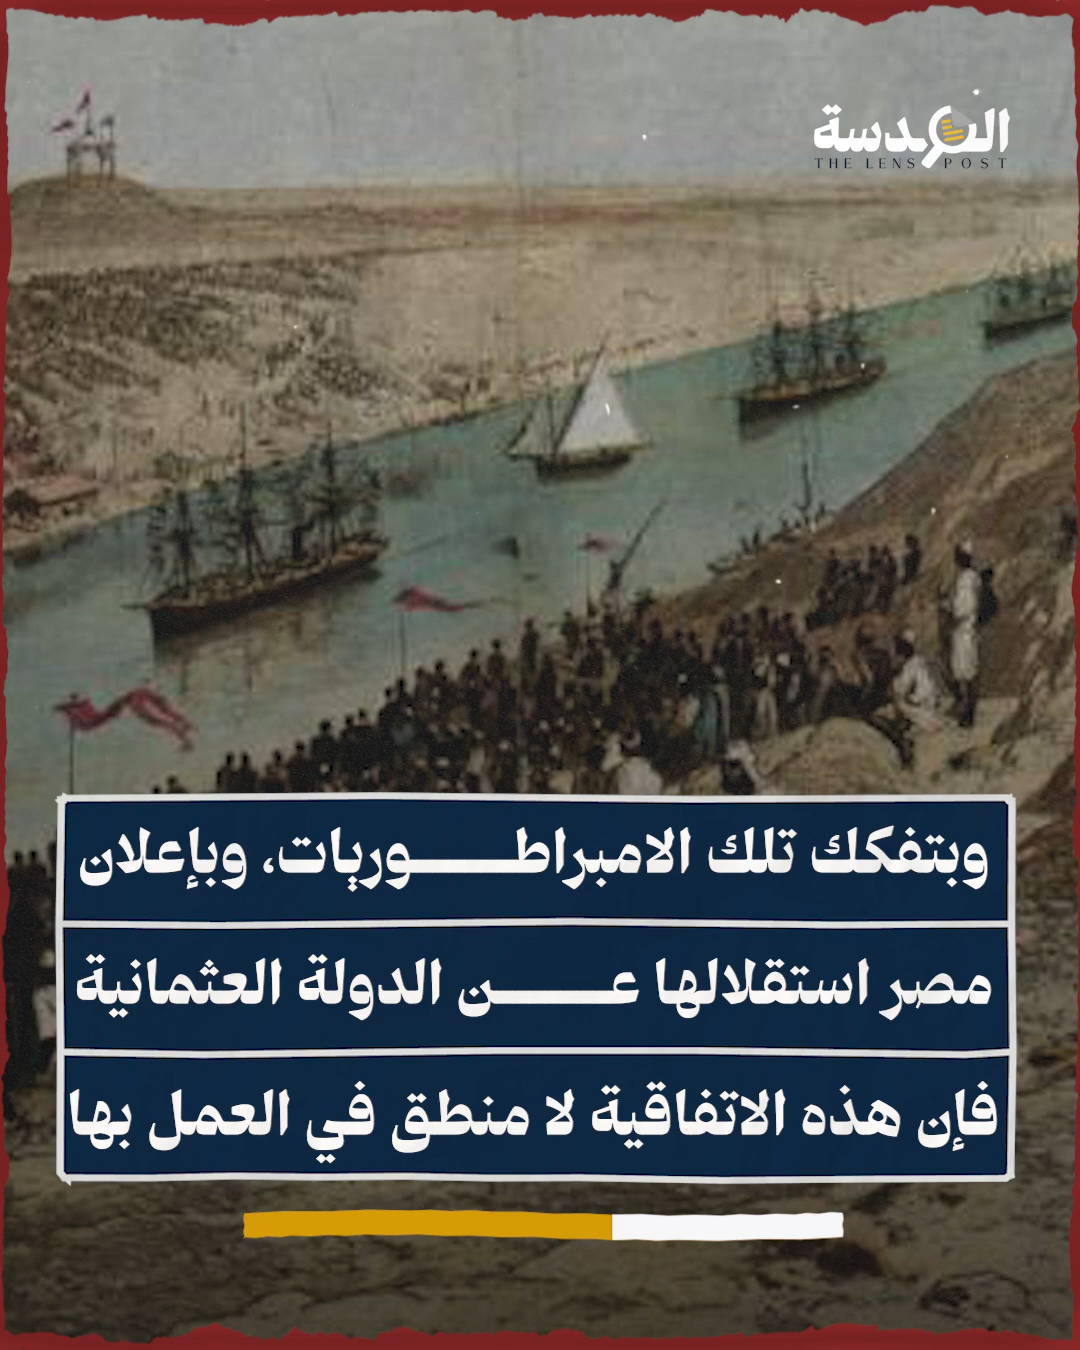 العدسة
THE LENS POST
وبتفكك تلك الامبراطـــــوريات، وبإعلان
مصر استقلالها عـــــن الدولة العثمانية
فإن هذه الاتفاقية لا منطق في العمل بها